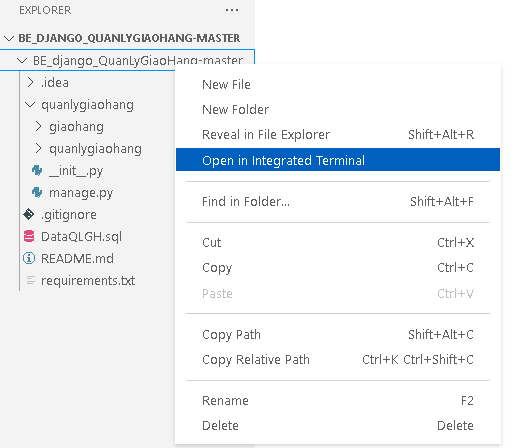 EXPLORER
BE_DJANGO_QUANLYGIAOHANG-MASTER
BE_django_QuanLyGiaoHang-master
.idea
quanlygiaohang
giaohang
quanlygiaohang
__init__.py
manage.py
.gitignore
DataQLGH.sql
README.md
requirements.txt
New File
New Folder
Reveal in File Explorer Shift+Alt+R
Open in Integrated Terminal
Find in Folder... Shift+Alt+F
Cut Ctrl+X
Copy Ctrl+C
Paste Ctrl+V
Copy Path Shift+Alt+C
Copy Relative Path Ctrl+K Ctrl+Shift+C
Rename F2
Delete Delete